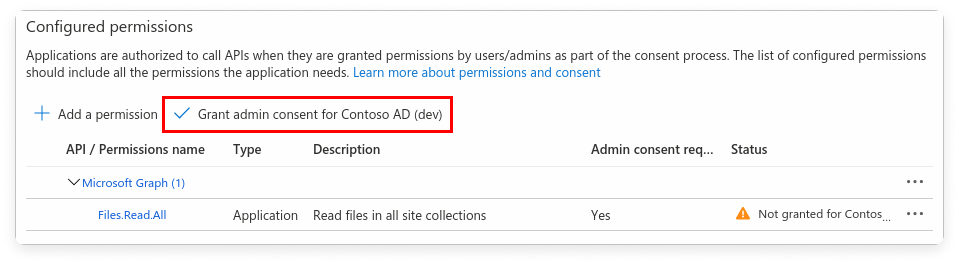 Configured permissions
Applications are authorized to call APIs when they are granted permissions by users/admins as part of the consent process. The list of configured permissions
should include all the permissions the application needs. Learn more about permissions and consent
Add a permission Grant admin consent for Contoso AD (dev)
API / Permissions name Type Description Admin consent req... Status
Microsoft Graph (1) ...
Files.Read.All Application Read files in all site collections Yes Not granted for Contos... ...